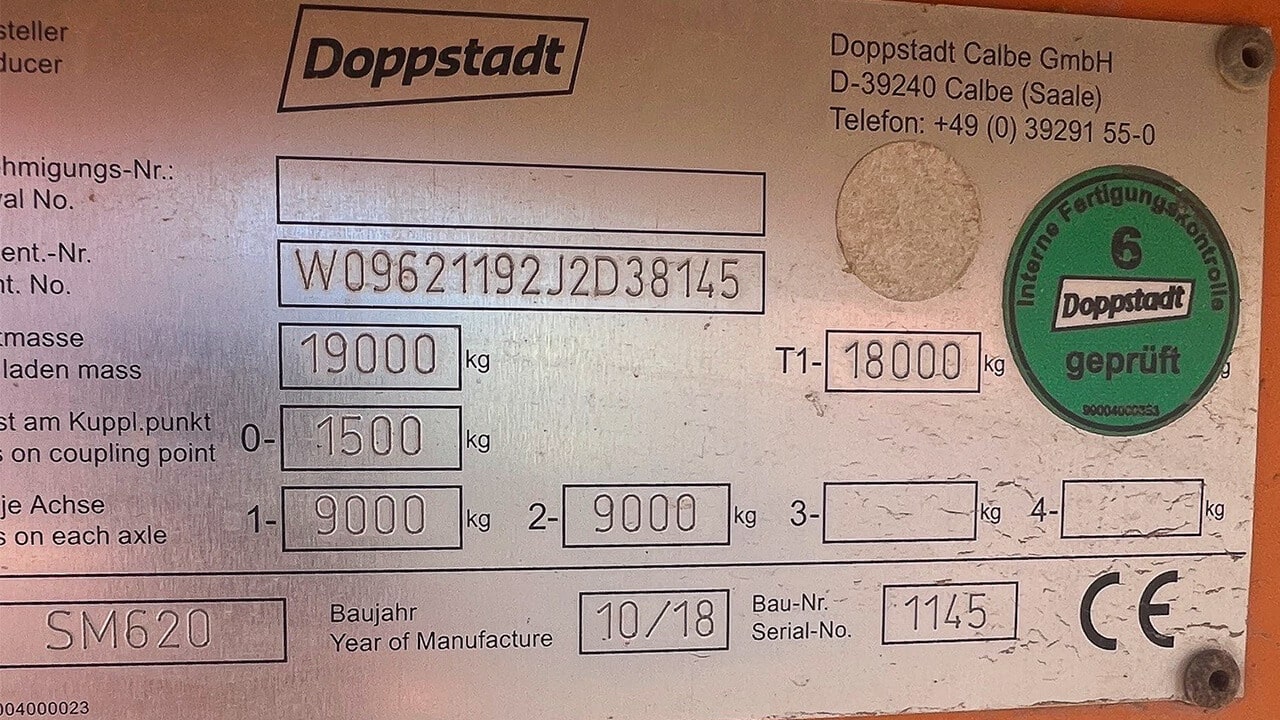 steller
ducer
Doppstadt
Doppstadt Calbe GmbH
D-39240 Calbe (Saale)
Telefon: +49 (0) 39291 55-0
hmigungs-Nr.:
val No.
ent.-Nr.
nt. No.
W09621192J2D38145
tmasse
laden mass
19000 kg
T1- 18000 kg
g
Interne Fertigungskontrolle
6
Doppstadt
geprüft
99004000353
st am Kuppl.punkt
s on coupling point
0- 1500 kg
je Achse
s on each axle
1- 9000 kg 2- 9000 kg 3- kg 4- kg
SM620
Baujahr
Year of Manufacture
10/18
Bau-Nr.
Serial-No.
1145
CE
004000023